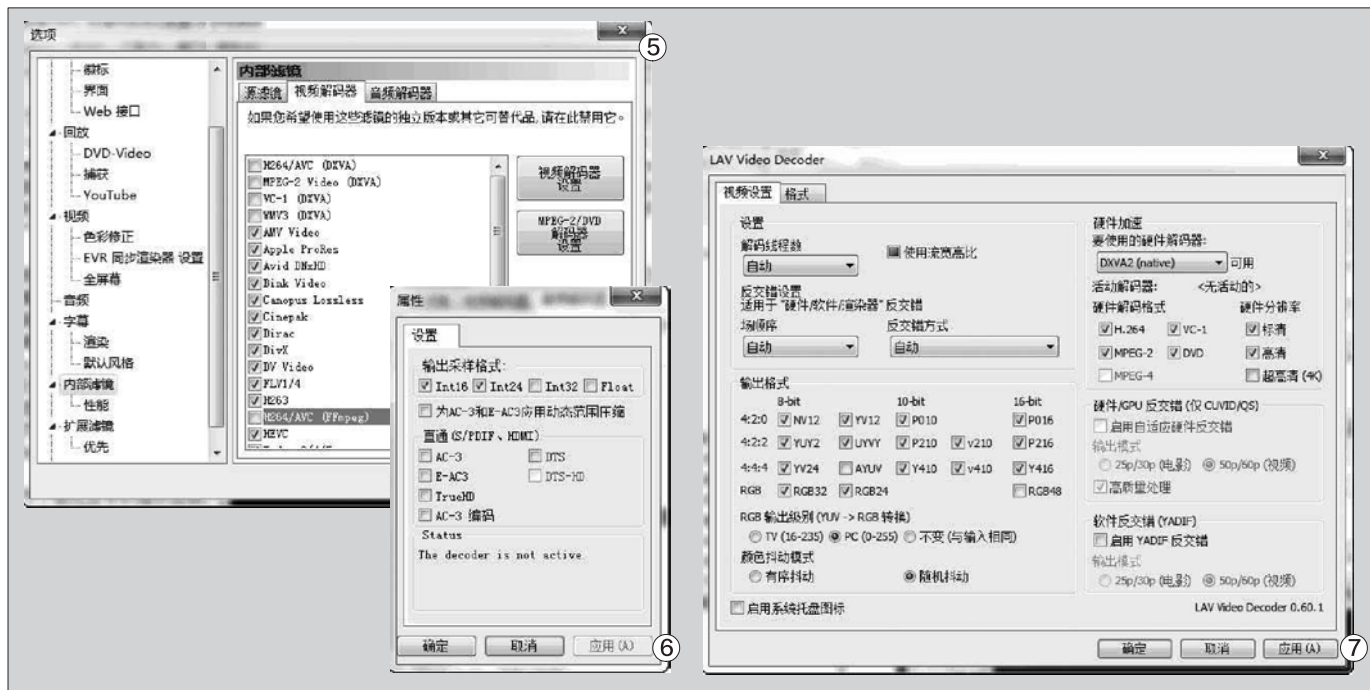 选项
⑤
徽标
界面
Web 接口
回放
DVD-Video
捕获
YouTube
视频
色彩修正
EVR 同步渲染器 设置
全屏幕
音频
字幕
渲染
默认风格
内部滤镜
性能
扩展滤镜
优先
内部滤镜
源滤镜 视频解码器 音频解码器
如果您希望使用这些滤镜的独立版本或其它可替代品,请在此禁用它。
H264/AVC (DXVA)
MPEG-2 Video (DXVA)
VC-1 (DXVA)
WMV3 (DXVA)
AMV Video
Apple ProRes
Avid DNxHD
Bink Video
Canopus Lossless
Cinepak
Dirac
DivX
DV Video
FLV1/4
H263
H264/AVC (FFmpeg)
HEVC
视频解码器
设置
MPEG-2/DVD
解码器
设置
属性
设置
输出采样格式:
Int16 Int24 Int32 Float
为AC-3和E-AC3应用动态范围压缩
直通 (S/PDIF、HDMI)
AC-3 DTS
E-AC3 DTS-HD
TrueHD
AC-3 编码
Status
The decoder is not active
确定 取消 应用(A)
⑥
LAV Video Decoder
视频设置 格式
设置
解码线程数
自动
使用流宽高比
反交错设置
适用于 "硬件/软件/渲染器" 反交错
场顺序 反交错方式
自动 自动
输出格式
8-bit 10-bit 16-bit
4:2:0 NV12 YV12 P010 P016
4:2:2 YUY2 UYVY P210 v210 P216
4:4:4 YV24 AYUV Y410 v410 Y416
RGB RGB32 RGB24 RGB48
RGB 输出级别 (YUV -> RGB 转换)
TV (16-235) PC (0-255) 不变 (与输入相同)
颜色抖动模式
有序抖动 随机抖动
启用系统托盘图标
硬件加速
要使用的硬件解码器:
DXVA2 (native) 可用
活动解码器: <无活动的>
硬件解码格式 硬件分辨率
H.264 VC-1 标清
MPEG-2 DVD 高清
MPEG-4 超高清 (4K)
硬件/GPU 反交错 (仅 CUVID/QS)
启用自适应硬件反交错
输出模式
25p/30p (电影) 50p/60p (视频)
高质量处理
软件反交错 (YADIF)
启用 YADIF 反交错
输出模式
25p/30p (电影) 50p/60p (视频)
LAV Video Decoder 0.60.1
确定 取消 应用(A)
⑦